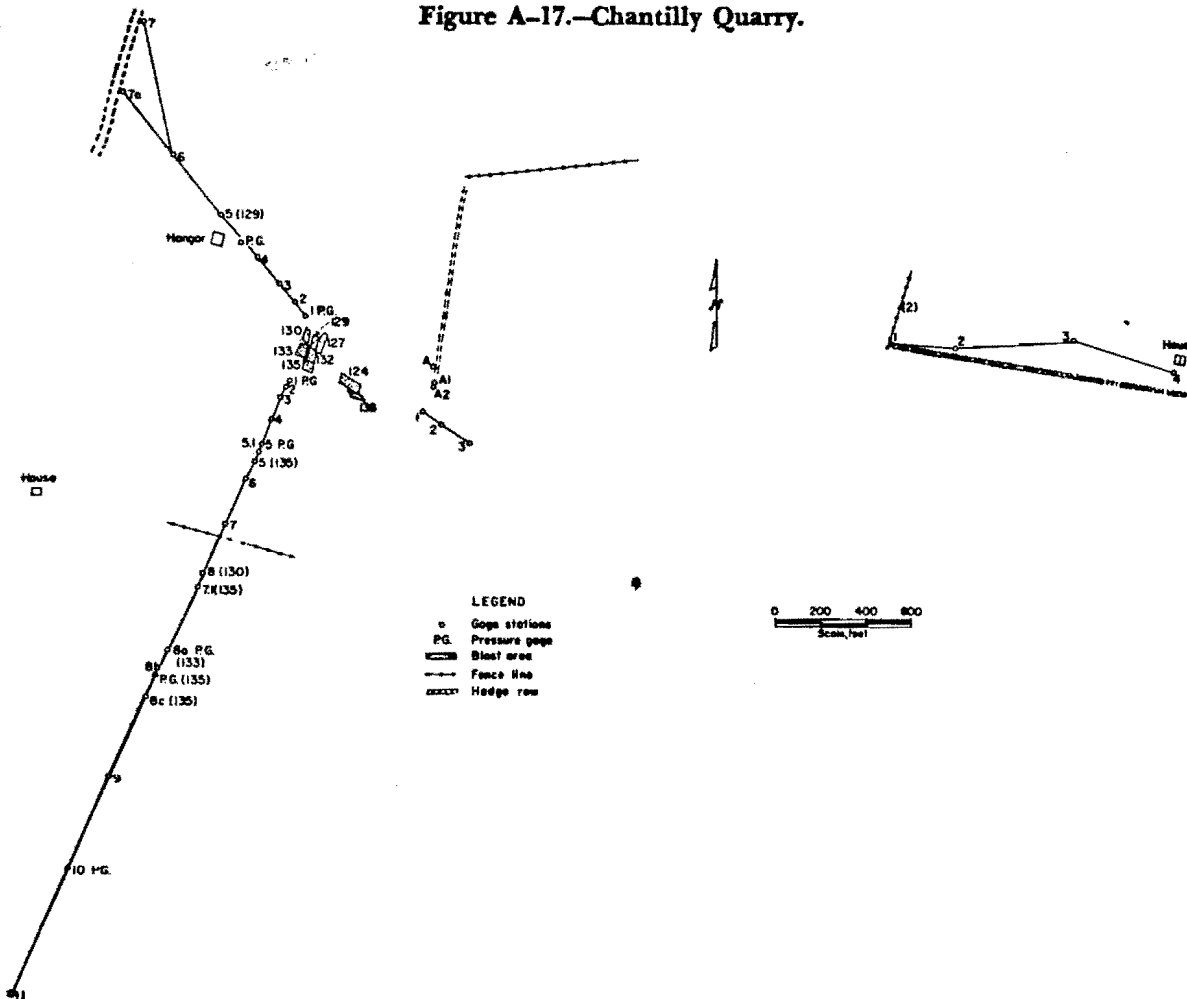 Figure A-17.—Chantilly Quarry.
7
7a
6
5 (129)
Hangar
P.G.
4
3
2
1 P.G.
129
130
127
133
132
135
124
138
1 P.G.
2
3
4
5.1
5 P.G.
5 (135)
6
House
7
8 (130)
7.1(135)
8a P.G.
(133)
8b
P.G. (135)
8c (135)
9
10 P.G.
11
A
A1
A2
1
2
3
N
(2)
1
2
3
4
LEGEND
Gage stations
P.G. Pressure gage
Blast area
Fence line
Hedge row
0 200 400 600
Scale, feet